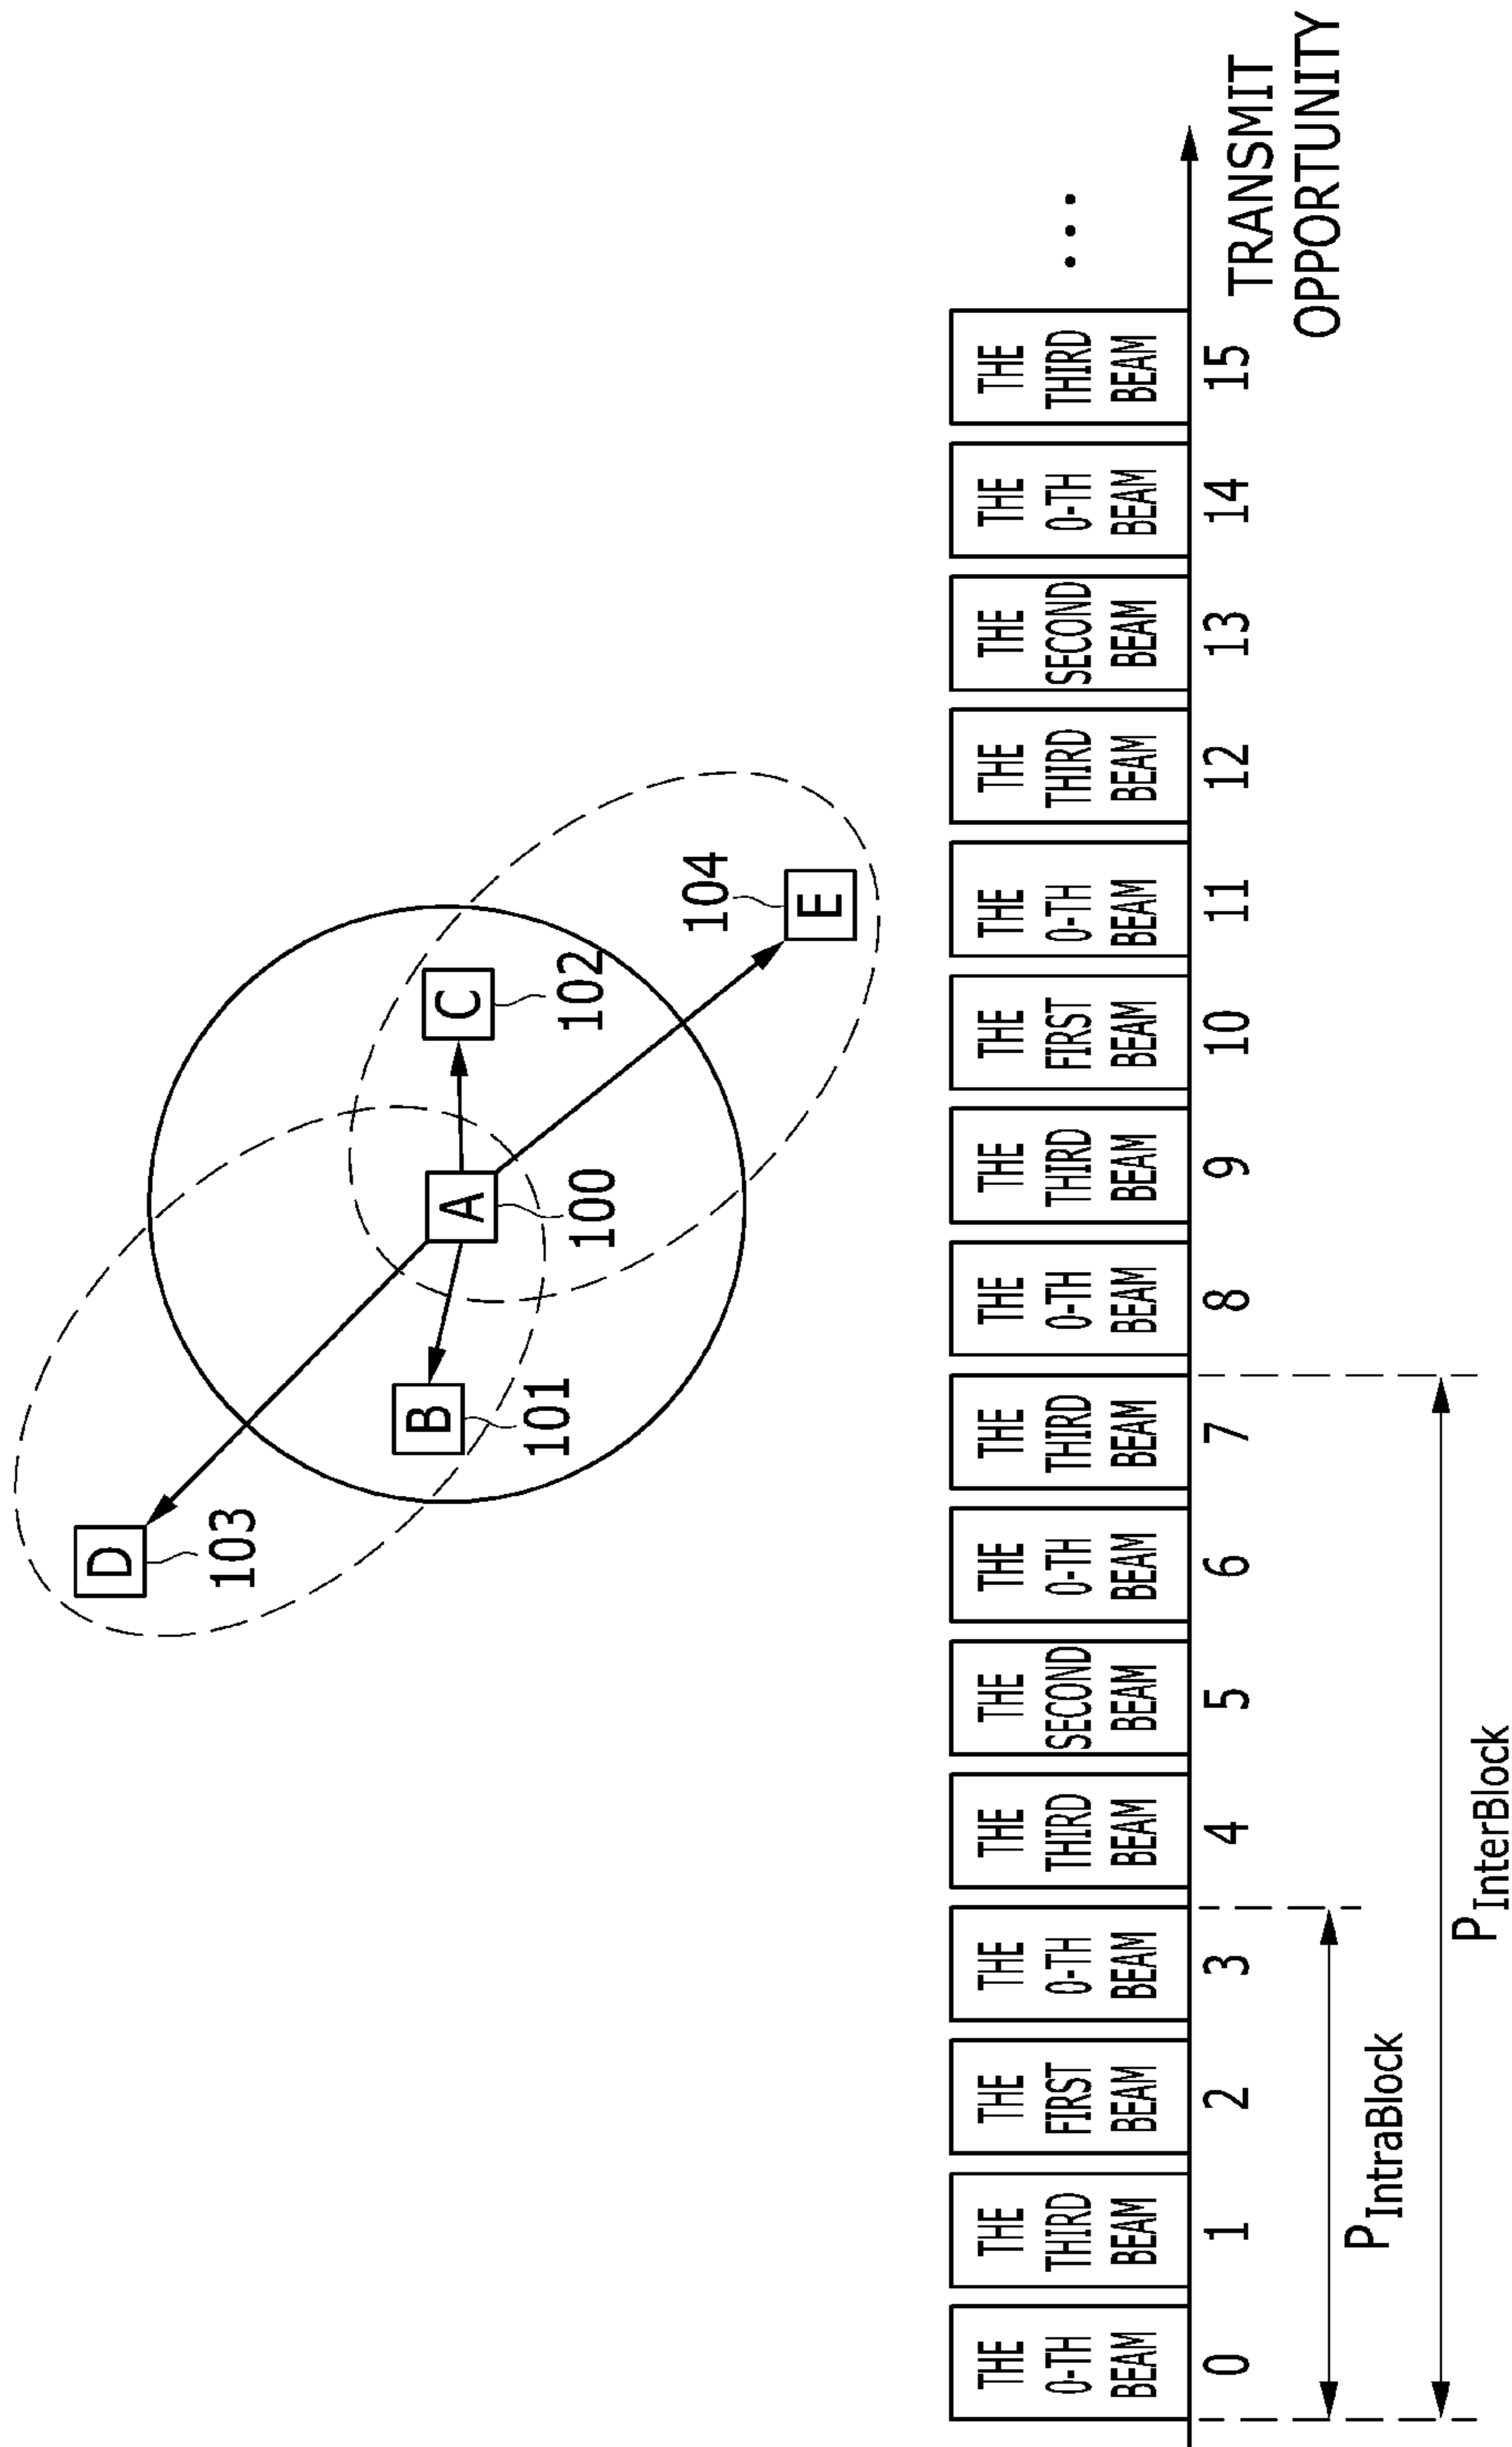 D
103
B
101
A
100
C
102
E
104
THE
0-TH
BEAM
THE
THIRD
BEAM
THE
FIRST
BEAM
THE
0-TH
BEAM
THE
THIRD
BEAM
THE
SECOND
BEAM
THE
0-TH
BEAM
THE
THIRD
BEAM
THE
0-TH
BEAM
THE
THIRD
BEAM
THE
FIRST
BEAM
THE
0-TH
BEAM
THE
THIRD
BEAM
THE
SECOND
BEAM
THE
0-TH
BEAM
THE
THIRD
BEAM
...
0 1 2 3 4 5 6 7 8 9 10 11 12 13 14 15
TRANSMIT
OPPORTUNITY
PIntraBlock
PInterBlock